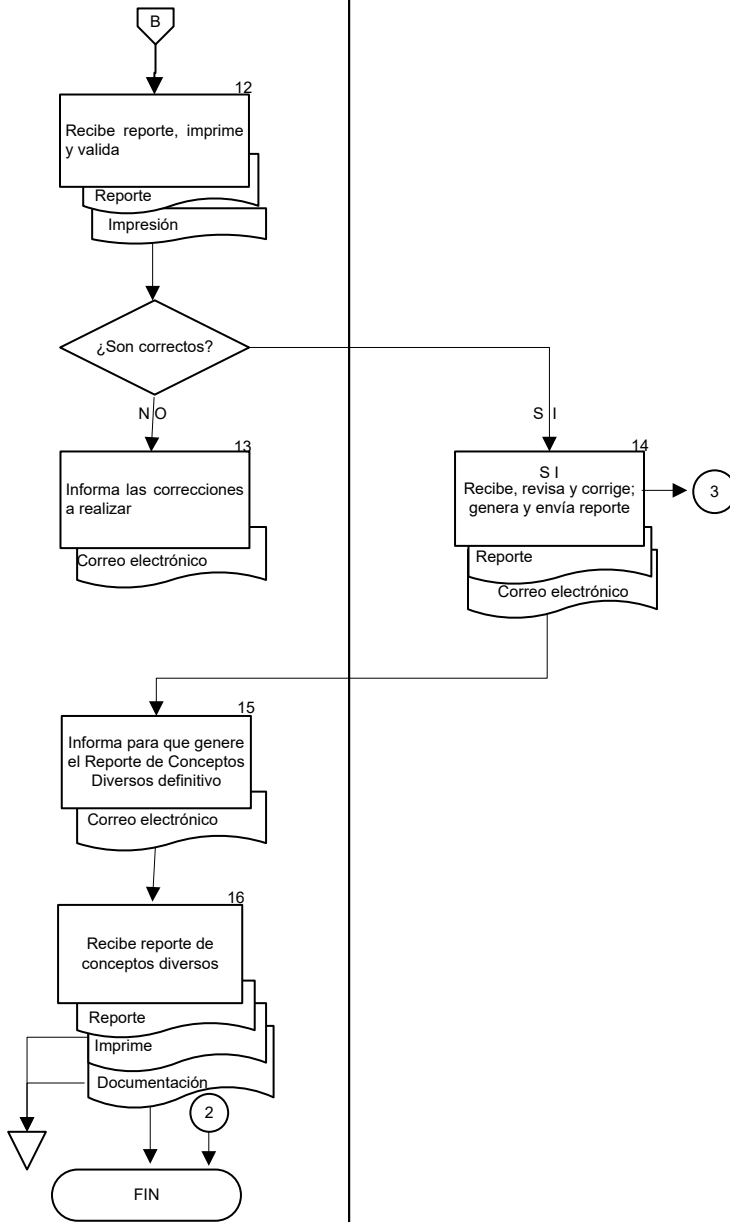 B
12
Recibe reporte, imprime
y valida
Reporte
Impresión
¿Son correctos?
N O
S I
13
Informa las correcciones
a realizar
Correo electrónico
14
S I
Recibe, revisa y corrige;
genera y envía reporte
3
Reporte
Correo electrónico
15
Informa para que genere
el Reporte de Conceptos
Diversos definitivo
Correo electrónico
16
Recibe reporte de
conceptos diversos
Reporte
Imprime
Documentación
2
FIN